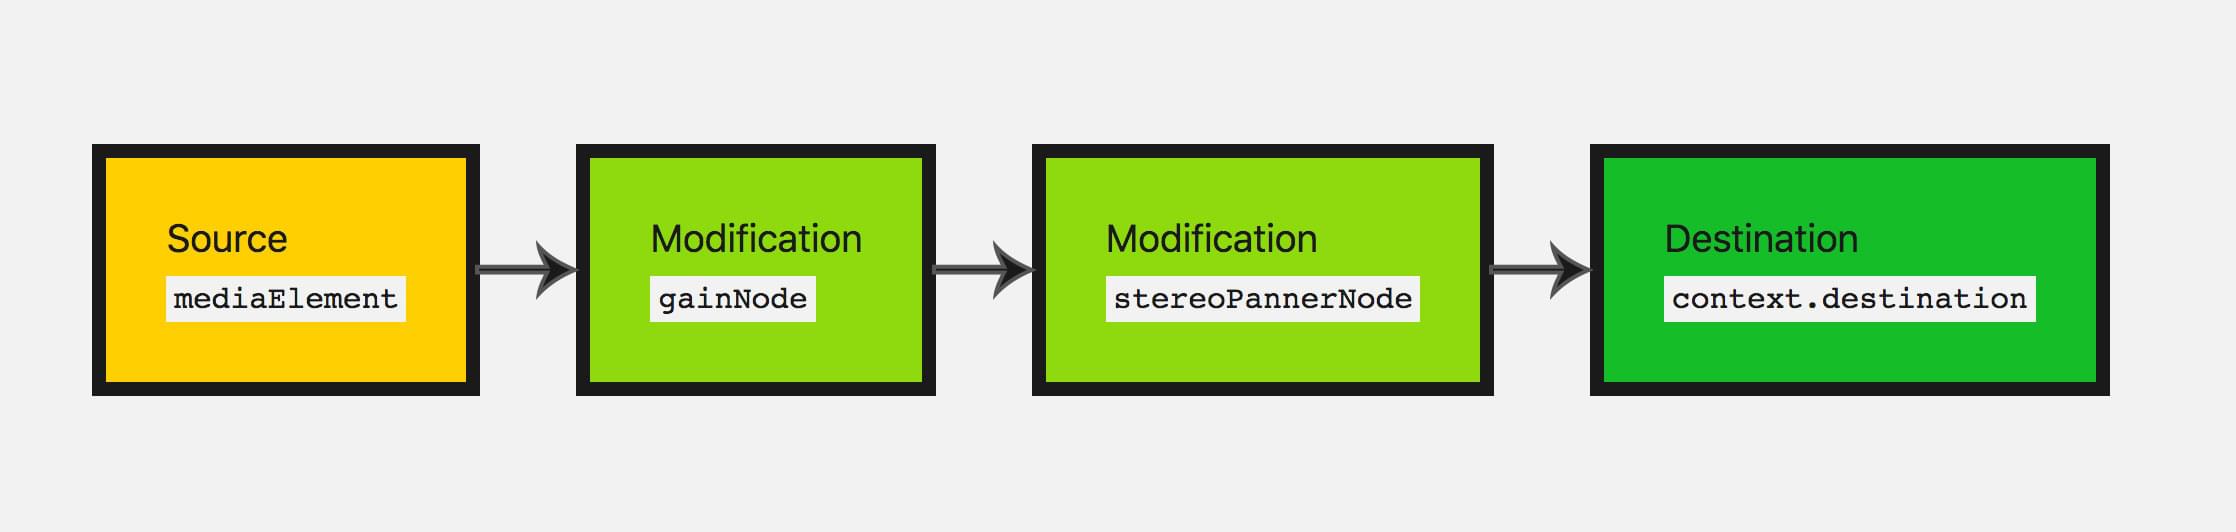 Source
mediaElement
Modification
gainNode
Modification
stereoPannerNode
Destination
context.destination